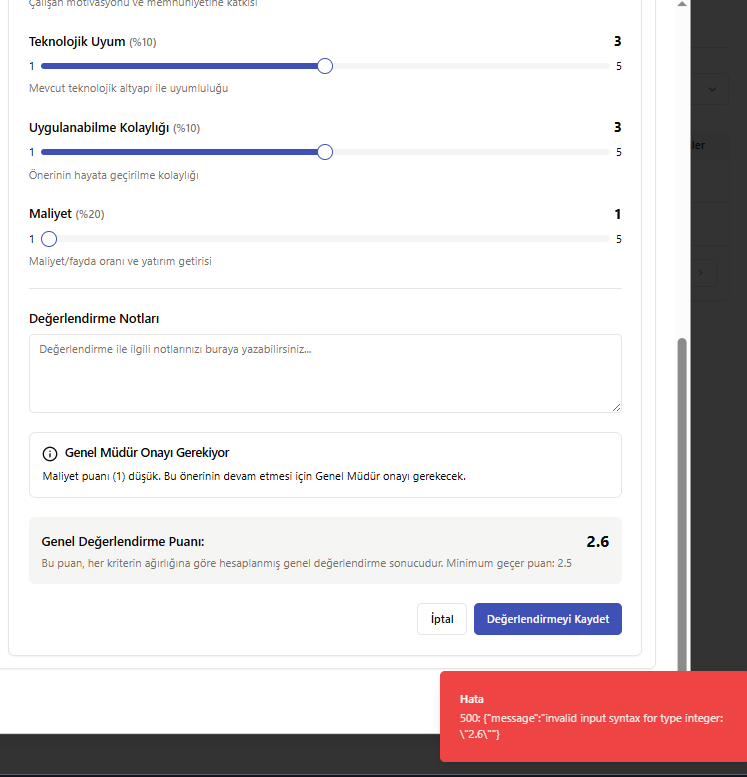 Çalışan motivasyonu ve memnuniyetine katkısı
Teknolojik Uyum (%10) 3
1 5
Mevcut teknolojik altyapı ile uyumluluğu
Uygulanabilme Kolaylığı (%10) 3
1 5
Önerinin hayata geçirilme kolaylığı
ler
Maliyet (%20) 1
1 5
Maliyet/fayda oranı ve yatırım getirisi
Değerlendirme Notları
Değerlendirme ile ilgili notlarınızı buraya yazabilirsiniz...
Genel Müdür Onayı Gerekiyor
Maliyet puanı (1) düşük. Bu önerinin devam etmesi için Genel Müdür onayı gerekecek.
Genel Değerlendirme Puanı: 2.6
Bu puan, her kriterin ağırlığına göre hesaplanmış genel değerlendirme sonucudur. Minimum geçer puan: 2.5
İptal Değerlendirmeyi Kaydet
Hata
500: {"message":"invalid input syntax for type integer:
\"2.6\""}